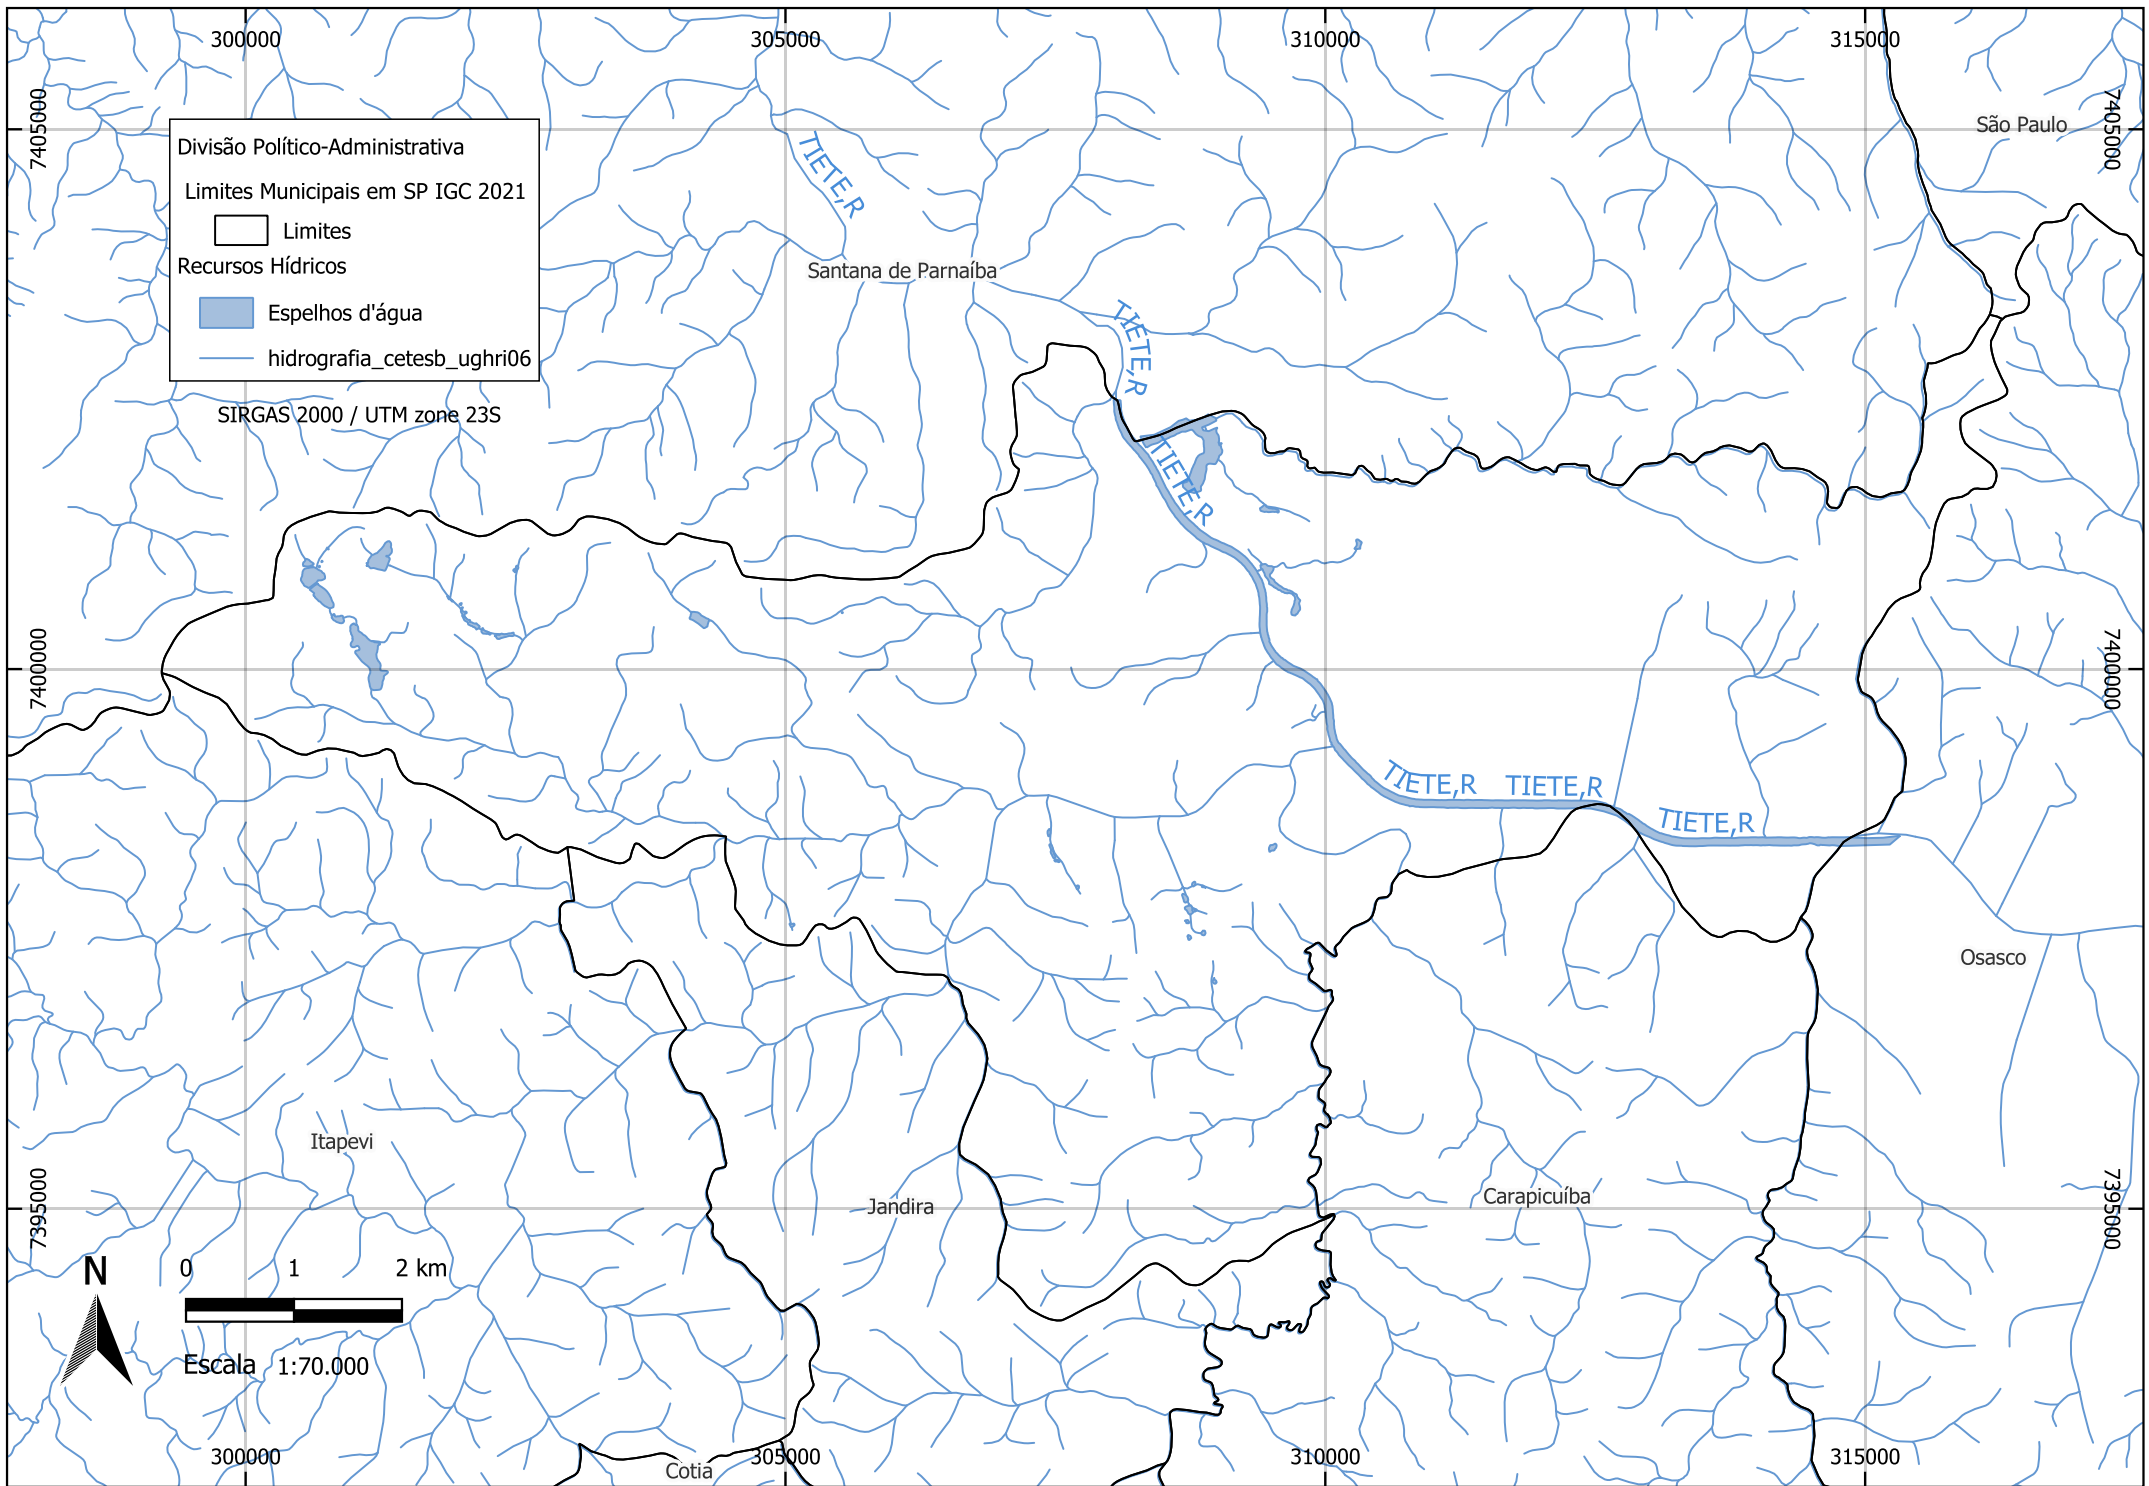 300000
305000
310000
315000
7405000
7405000
São Paulo
Divisão Político-Administrativa
Limites Municipais em SP IGC 2021
Limites
Recursos Hídricos
Espelhos d'água
hidrografia_cetesb_ughri06
SIRGAS 2000 / UTM zone 23S
TIETE,R
Santana de Parnaíba
TIETE,R
TIETE,R
7400000
7400000
TIETE,R
TIETE,R
TIETE,R
Osasco
Itapevi
Jandira
Carapicuíba
7395000
7395000
N
0 1 2 km
Escala 1:70.000
300000
305000
310000
315000
Cotia